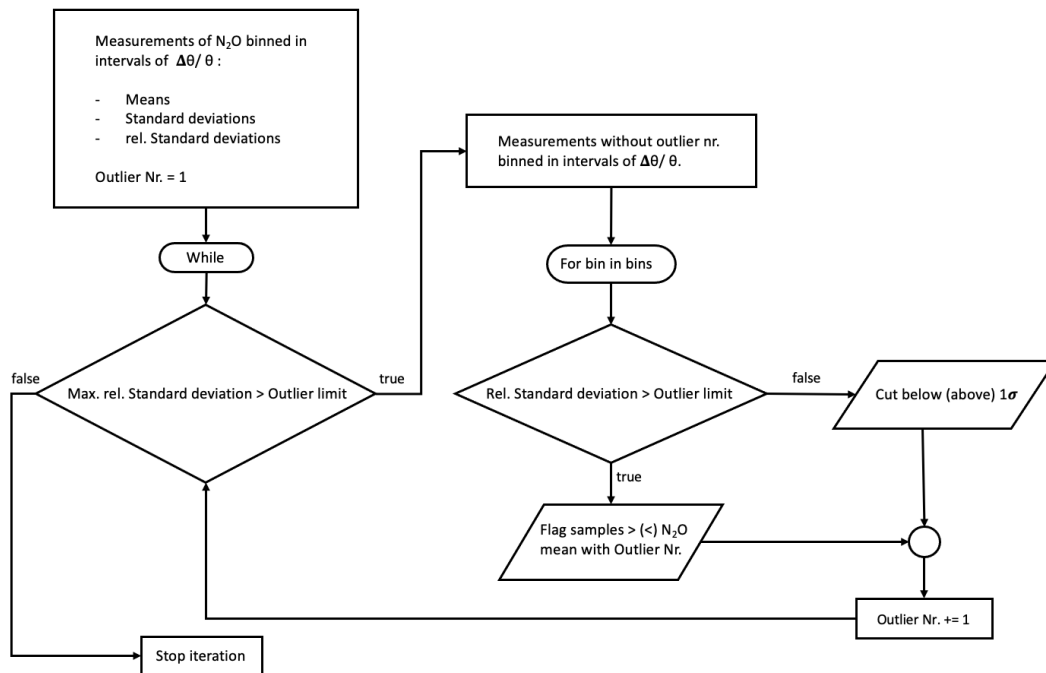 Measurements of N₂O binned in
intervals of Δθ/ θ :
- Means
- Standard deviations
- rel. Standard deviations
Outlier Nr. = 1
While
false
Max. rel. Standard deviation > Outlier limit
true
Stop iteration
Measurements without outlier nr.
binned in intervals of Δθ/ θ.
For bin in bins
Rel. Standard deviation > Outlier limit
false
Cut below (above) 1σ
true
Flag samples > (<) N₂O
mean with Outlier Nr.
Outlier Nr. += 1